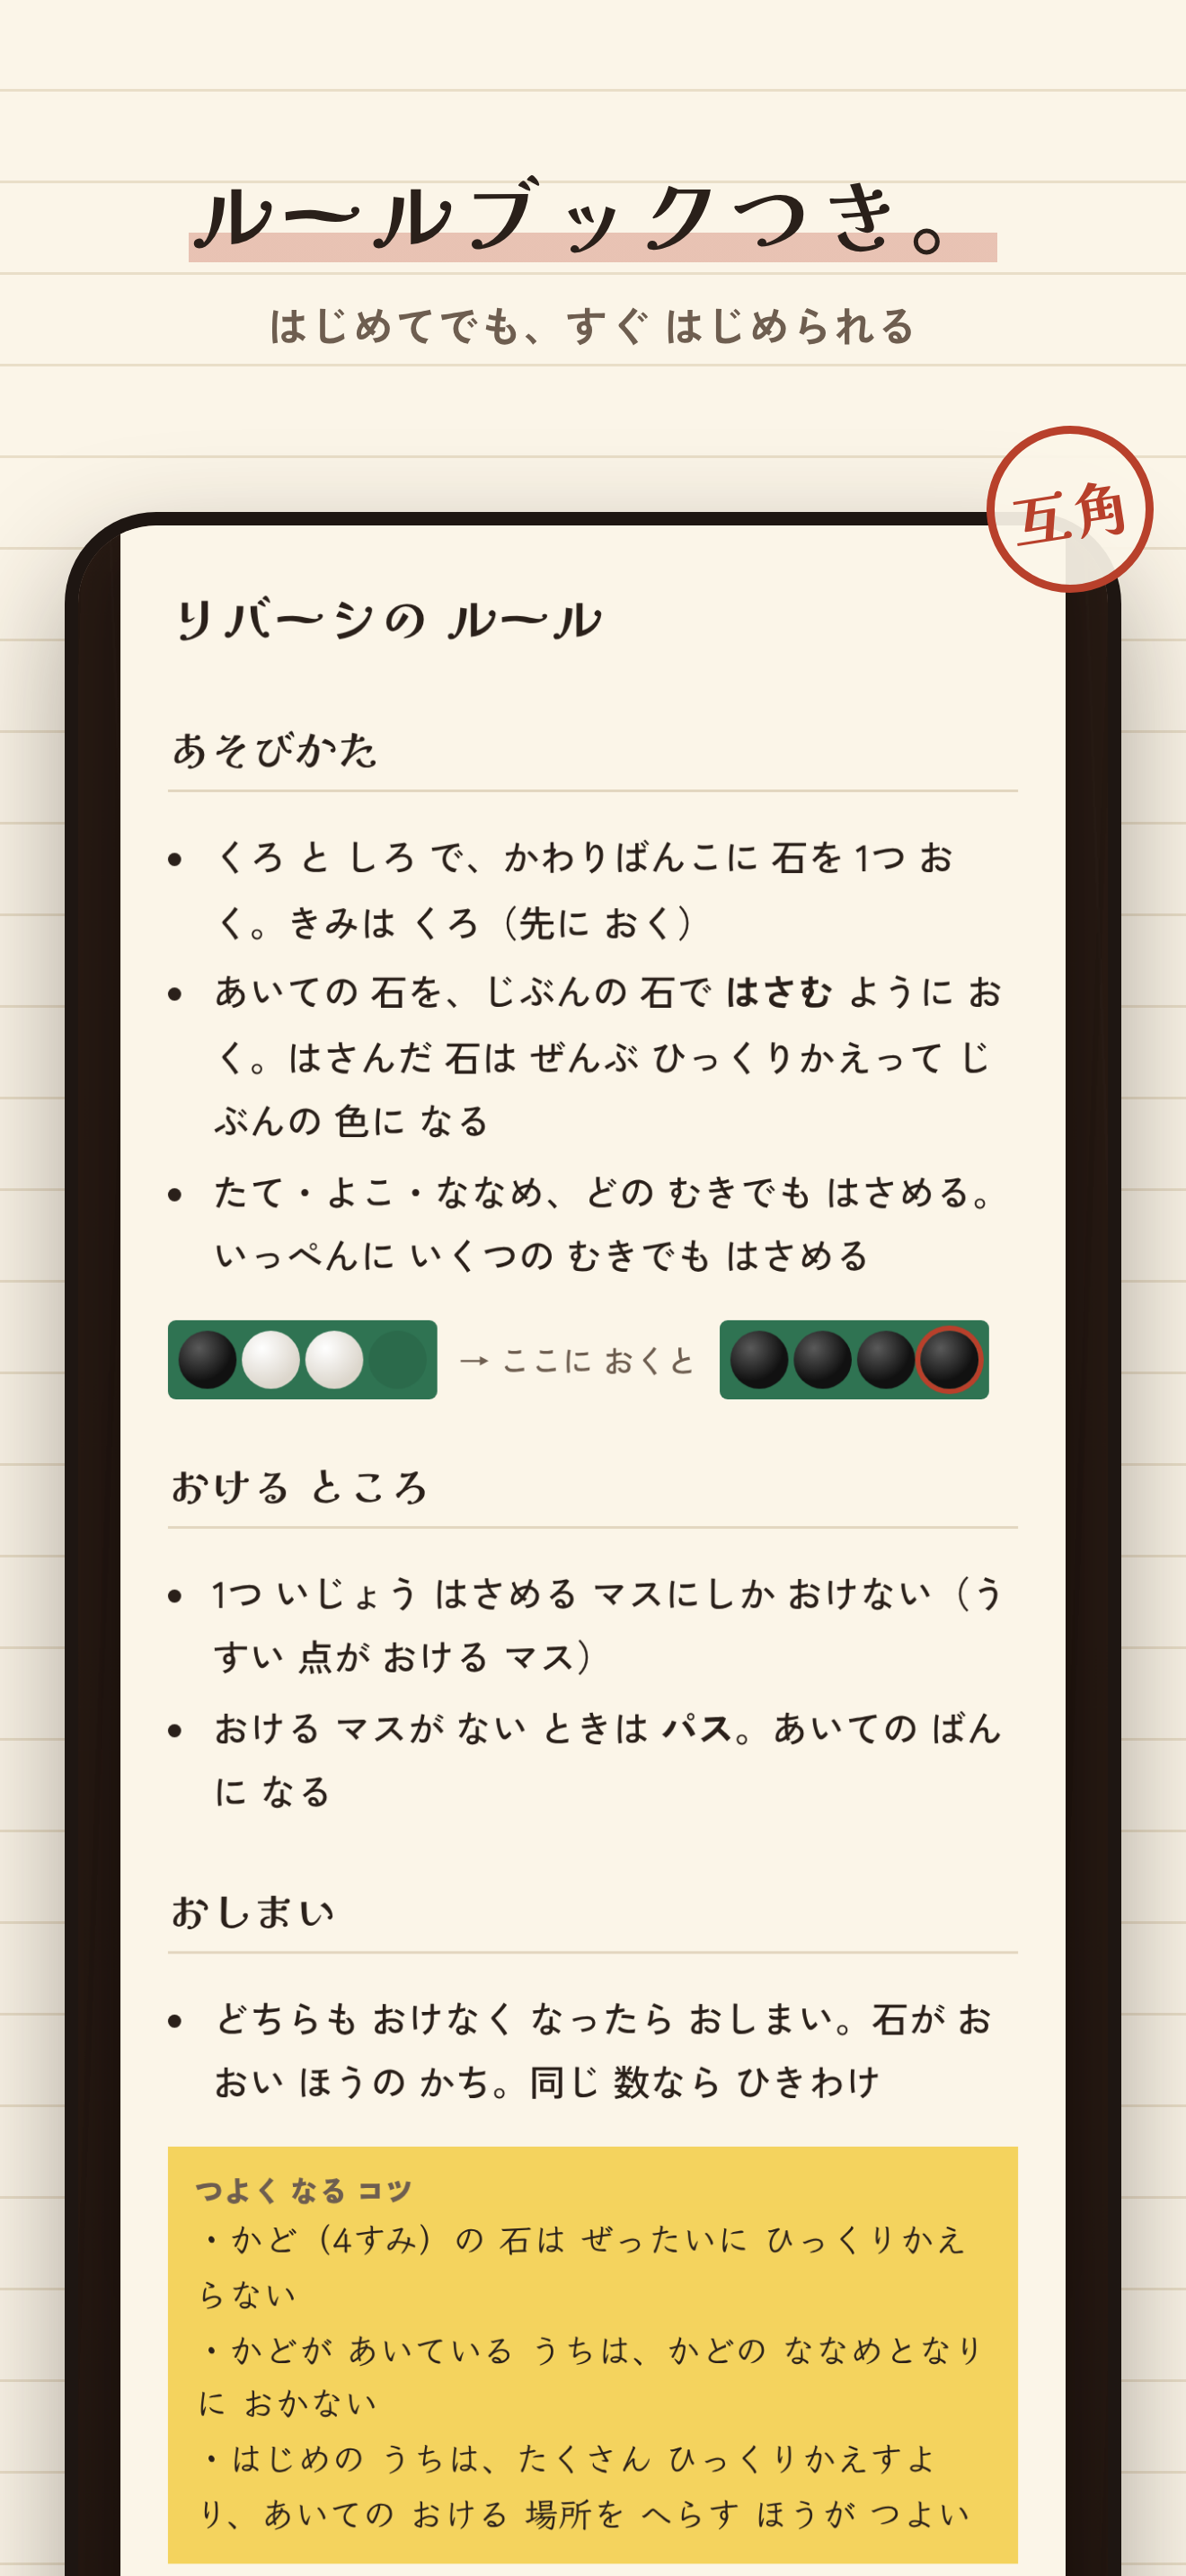 ルールブックつき。
はじめてでも、すぐ はじめられる
互角
リバーシの ルール
あそびかた
• くろ と しろ で、かわりばんこに 石を 1つ お
く。きみは くろ（先に おく）
• あいての 石を、じぶんの 石で はさむ ように お
く。はさんだ 石は ぜんぶ ひっくりかえって じ
ぶんの 色に なる
• たて・よこ・ななめ、どの むきでも はさめる。
いっぺんに いくつの むきでも はさめる
→ ここに おくと
おける ところ
• 1つ いじょう はさめる マスにしか おけない（う
すい 点が おける マス）
• おける マスが ない ときは パス。あいての ばん
に なる
おしまい
• どちらも おけなく なったら おしまい。石が お
おい ほうの かち。同じ 数なら ひきわけ
つよく なる コツ
・かど（4すみ）の 石は ぜったいに ひっくりかえ
らない
・かどが あいている うちは、かどの ななめとなり
に おかない
・はじめの うちは、たくさん ひっくりかえすよ
り、あいての おける 場所を へらす ほうが つよい